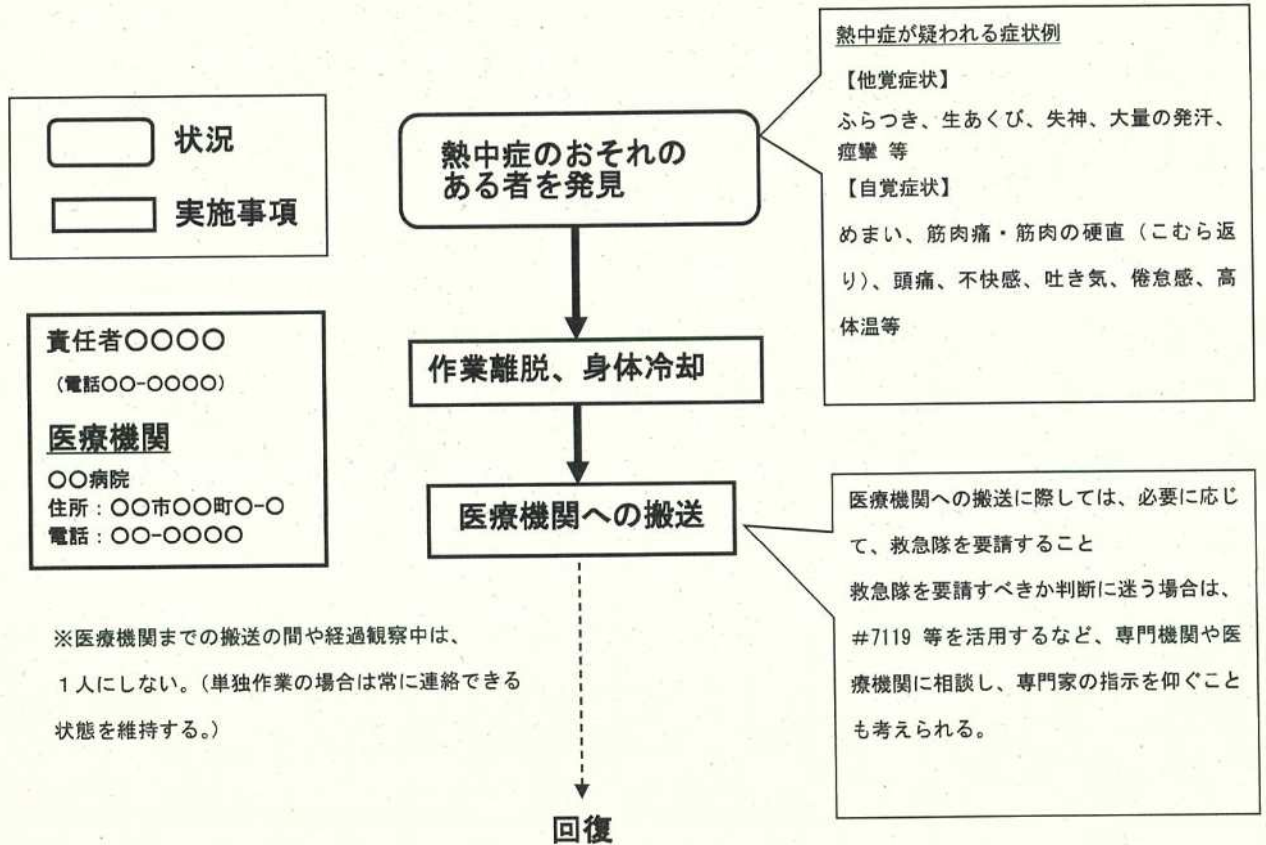 状況
実施事項
責任者〇〇〇〇
（電話〇〇-〇〇〇〇）
医療機関
〇〇病院
住所：〇〇市〇〇町〇-〇
電話：〇〇-〇〇〇〇
※医療機関までの搬送の間や経過観察中は、
１人にしない。（単独作業の場合は常に連絡できる
状態を維持する。）
熱中症のおそれの
ある者を発見
作業離脱、身体冷却
医療機関への搬送
回復
熱中症が疑われる症状例
【他覚症状】
ふらつき、生あくび、失神、大量の発汗、
痙攣 等
【自覚症状】
めまい、筋肉痛・筋肉の硬直（こむら返
り）、頭痛、不快感、吐き気、倦怠感、高
体温等
医療機関への搬送に際しては、必要に応じ
て、救急隊を要請すること
救急隊を要請すべきか判断に迷う場合は、
＃7119 等を活用するなど、専門機関や医
療機関に相談し、専門家の指示を仰ぐこと
も考えられる。